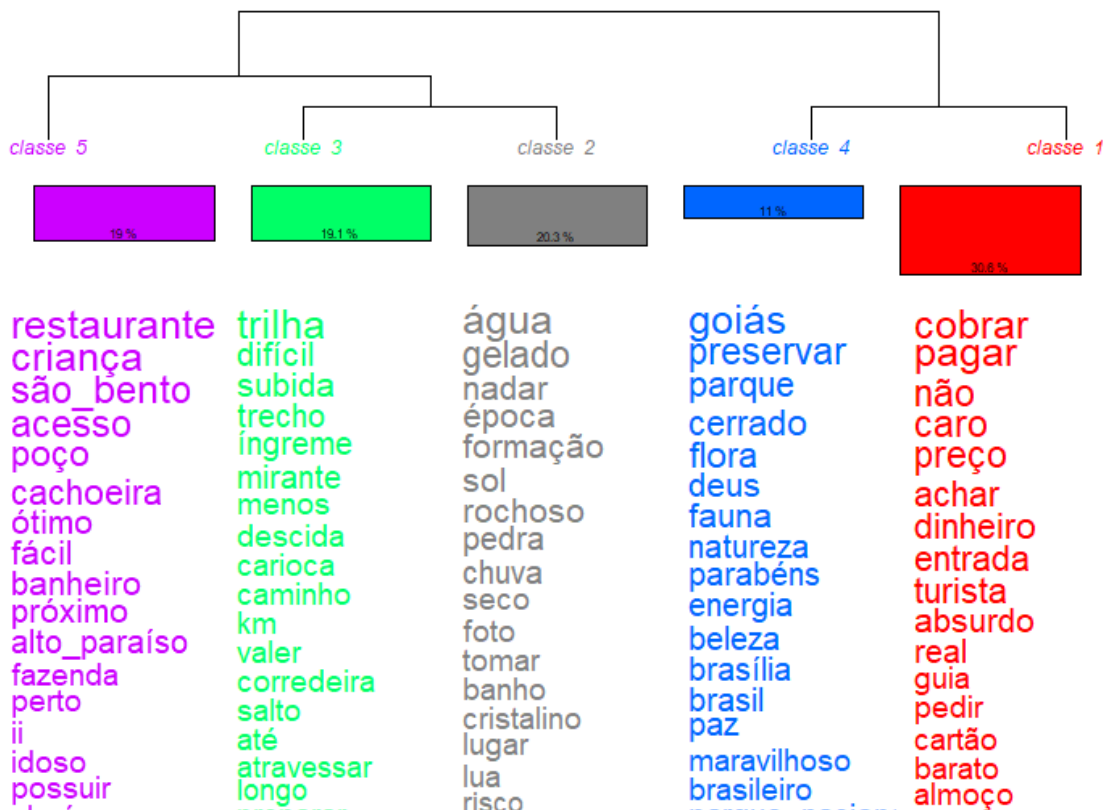 classe 5
classe 3
classe 2
classe 4
classe 1
19 %
19.1 %
20.3 %
11 %
30.6 %
restaurante
criança
são_bento
acesso
poço
cachoeira
ótimo
fácil
banheiro
próximo
alto_paraíso
fazenda
perto
ii
idoso
possuir
trilha
difícil
subida
trecho
íngreme
mirante
menos
descida
carioca
caminho
km
valer
corredeira
salto
até
atravessar
longo
água
gelado
nadar
época
formação
sol
rochoso
pedra
chuva
seco
foto
tomar
banho
cristalino
lugar
lua
risco
goiás
preservar
parque
cerrado
flora
deus
fauna
natureza
parabéns
energia
beleza
brasília
brasil
paz
maravilhoso
brasileiro
cobrar
pagar
não
caro
preço
achar
dinheiro
entrada
turista
absurdo
real
guia
pedir
cartão
barato
almoço